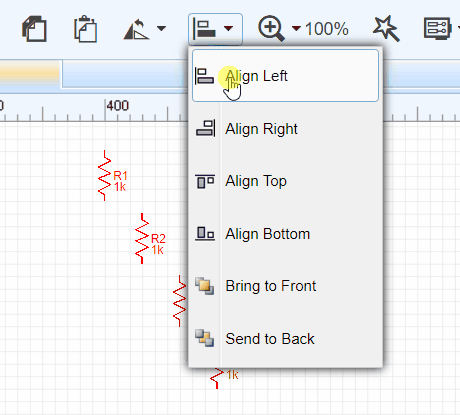 100%
0
400
Align Left
Align Right
R1
1k
Align Top
Align Bottom
R2
1k
Bring to Front
Send to Back
1k